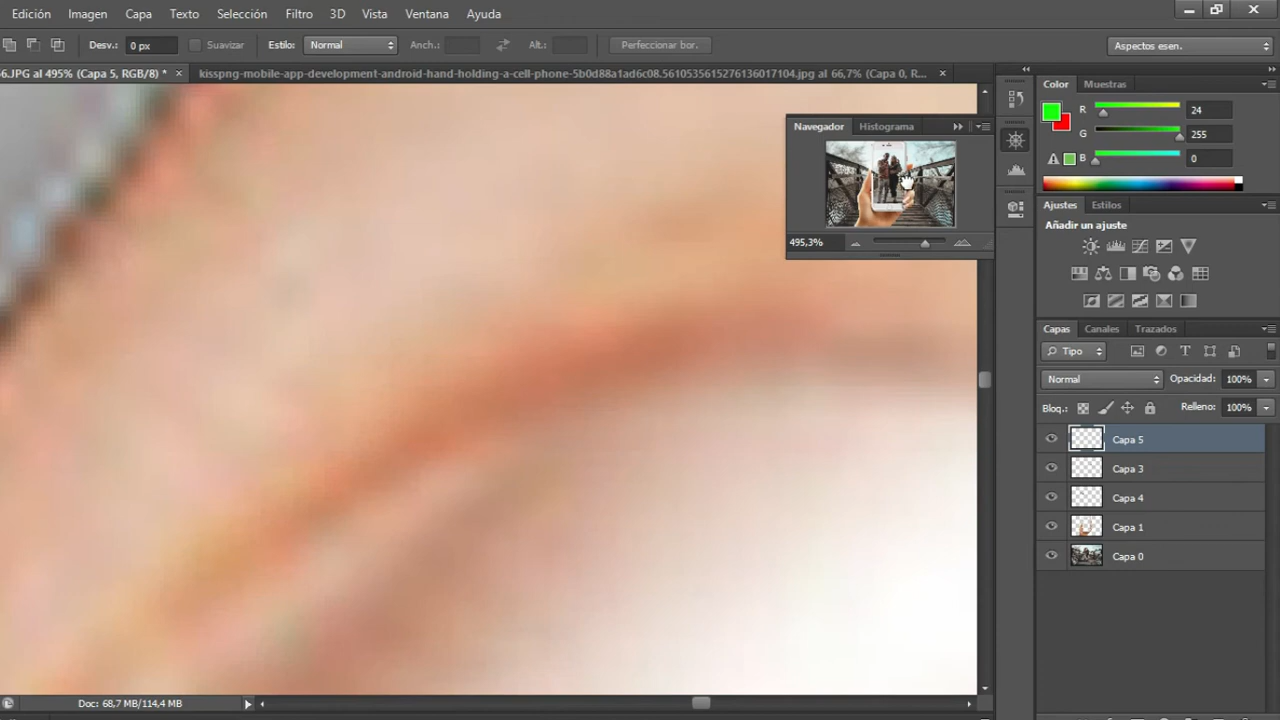 Edición Imagen Capa Texto Selección Filtro 3D Vista Ventana Ayuda
Desv.: 0 px Suavizar Estilo: Normal Anch.: Alt.: Perfeccionar bor. Aspectos esen.
66.JPG al 495% (Capa 5, RGB/8) * × kisspng-mobile-app-development-android-hand-holding-a-cell-phone-5b0d88a1ad6c08.5610535615276136017104.jpg al 66,7% (Capa 0, R... ×
Color Muestras
R 24
G 255
B 0
Navegador Histograma
495,3%
Ajustes Estilos
Añadir un ajuste
Capas Canales Trazados
Tipo
Normal Opacidad: 100%
Bloq.: Relleno: 100%
Capa 5
Capa 3
Capa 4
Capa 1
Capa 0
Doc: 68,7 MB/114,4 MB